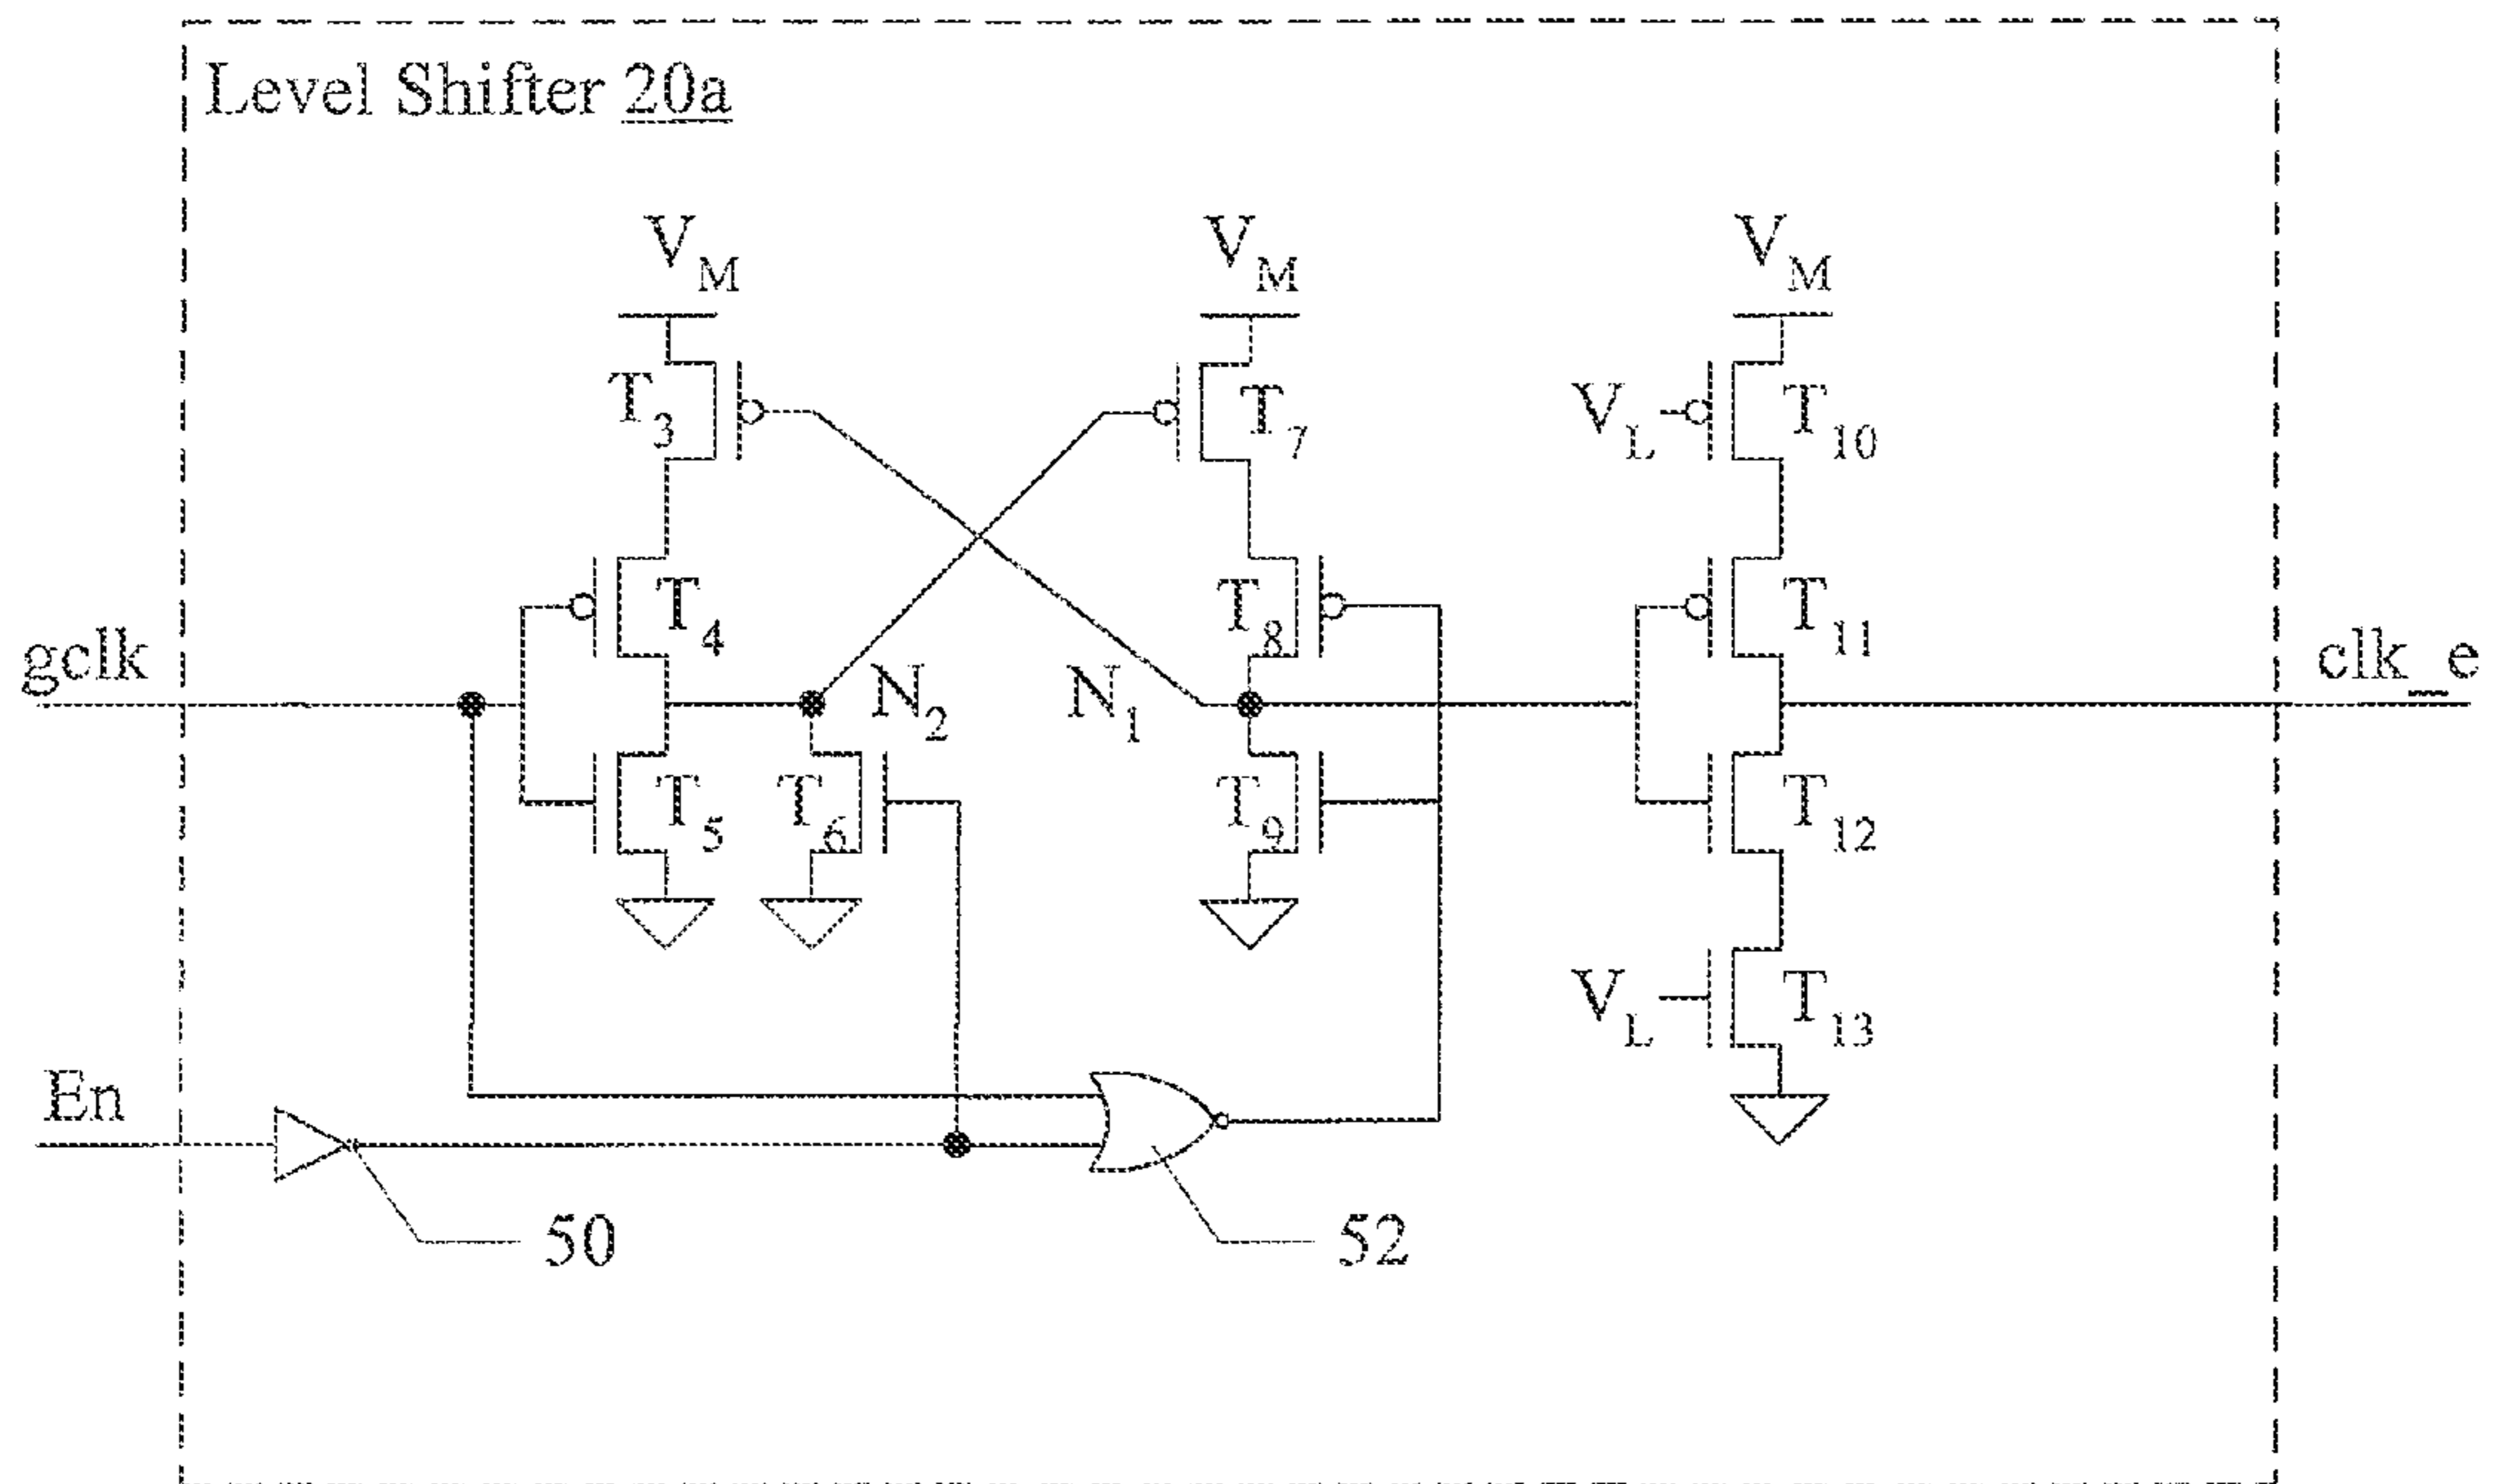 Level Shifter 20a
V_M V_M V_M
T_3 T_7 V_L T_10
T_4 T_8 T_11
gclk N_2 N_1 clk_e
T_5 T_6 T_9 T_12
V_L T_13
En
50 52